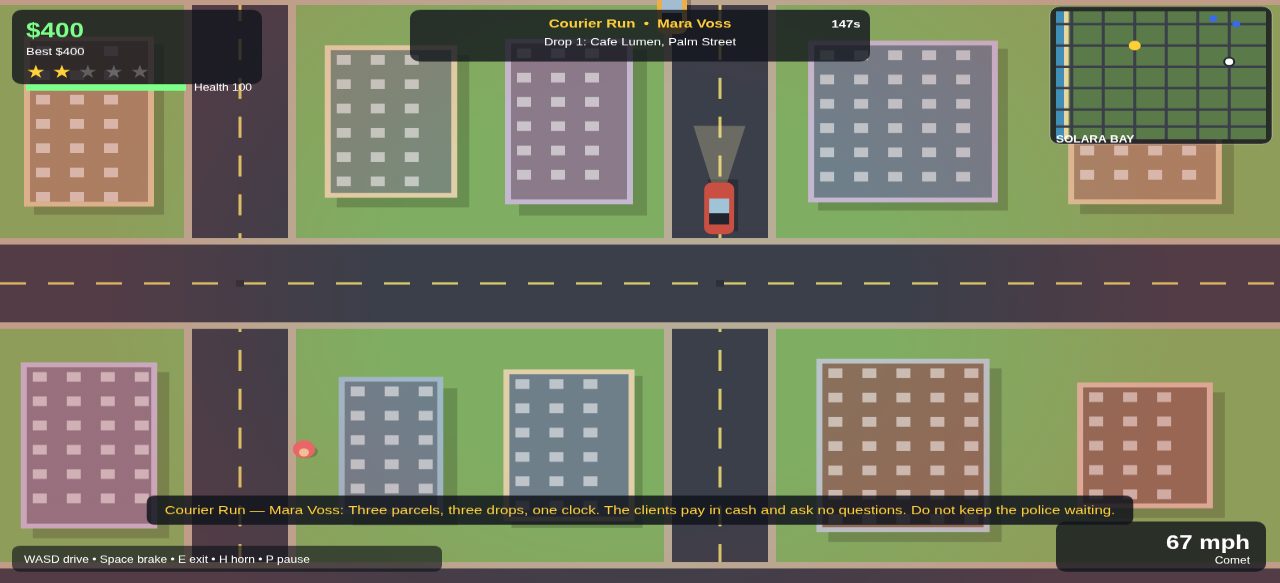 $400
Best $400
★ ★ ★ ★ ★
Health 100
Courier Run • Mara Voss
147s
Drop 1: Cafe Lumen, Palm Street
SOLARA BAY
Courier Run — Mara Voss: Three parcels, three drops, one clock. The clients pay in cash and ask no questions. Do not keep the police waiting.
WASD drive • Space brake • E exit • H horn • P pause
67 mph
Comet